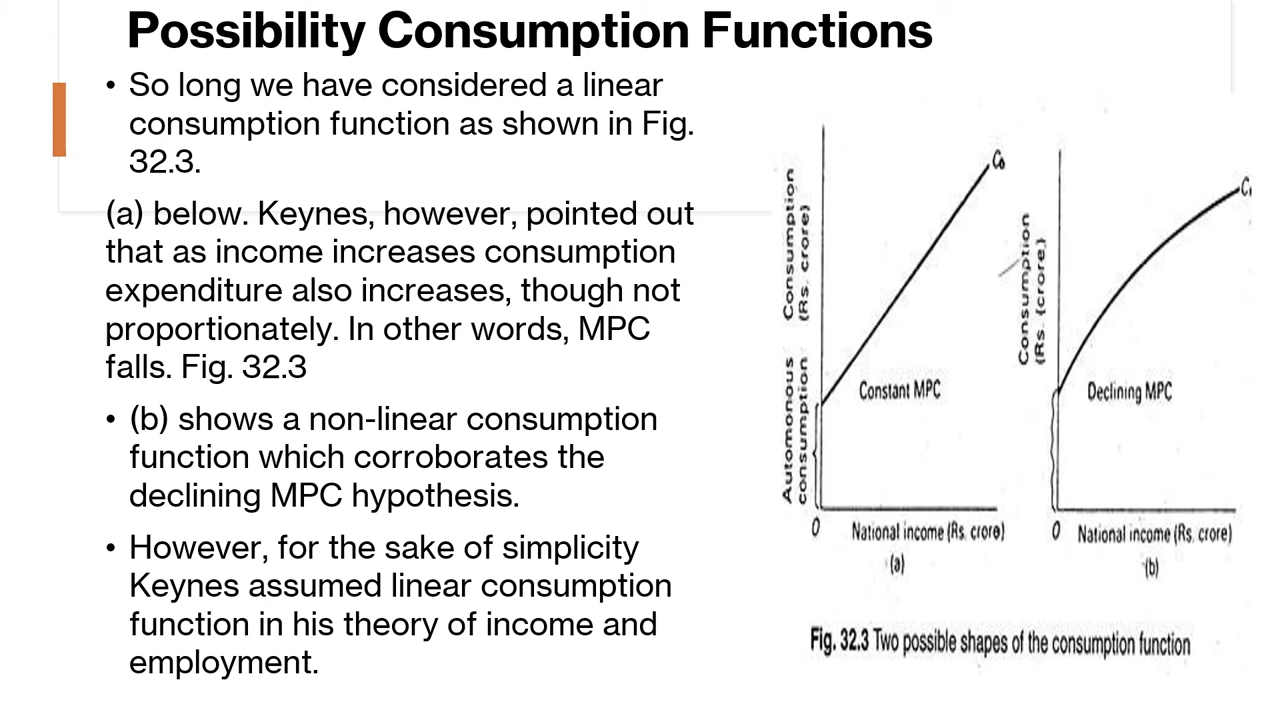 Possibility Consumption Functions
• So long we have considered a linear
consumption function as shown in Fig.
32.3.
(a) below. Keynes, however, pointed out
that as income increases consumption
expenditure also increases, though not
proportionately. In other words, MPC
falls. Fig. 32.3
• (b) shows a non-linear consumption
function which corroborates the
declining MPC hypothesis.
• However, for the sake of simplicity
Keynes assumed linear consumption
function in his theory of income and
employment.
Consumption
(Rs. crore)
Automonous
consumption
C₀
Constant MPC
0
National income (Rs. crore)
(a)
Consumption
(Rs. (crore.)
C₁
Declining MPC
0
National income (Rs. crore)
(b)
Fig. 32.3 Two possible shapes of the consumption function